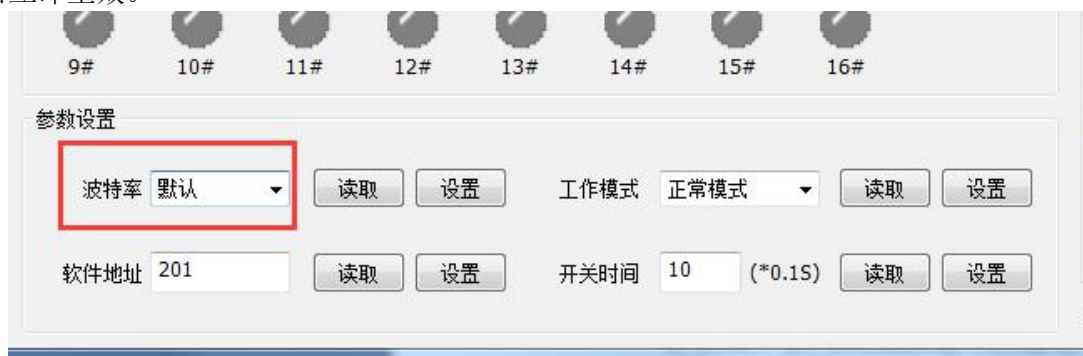 9# 10# 11# 12# 13# 14# 15# 16#
参数设置
波特率 默认 读取 设置 工作模式 正常模式 读取 设置
软件地址 201 读取 设置 开关时间 10 (*0.1S) 读取 设置